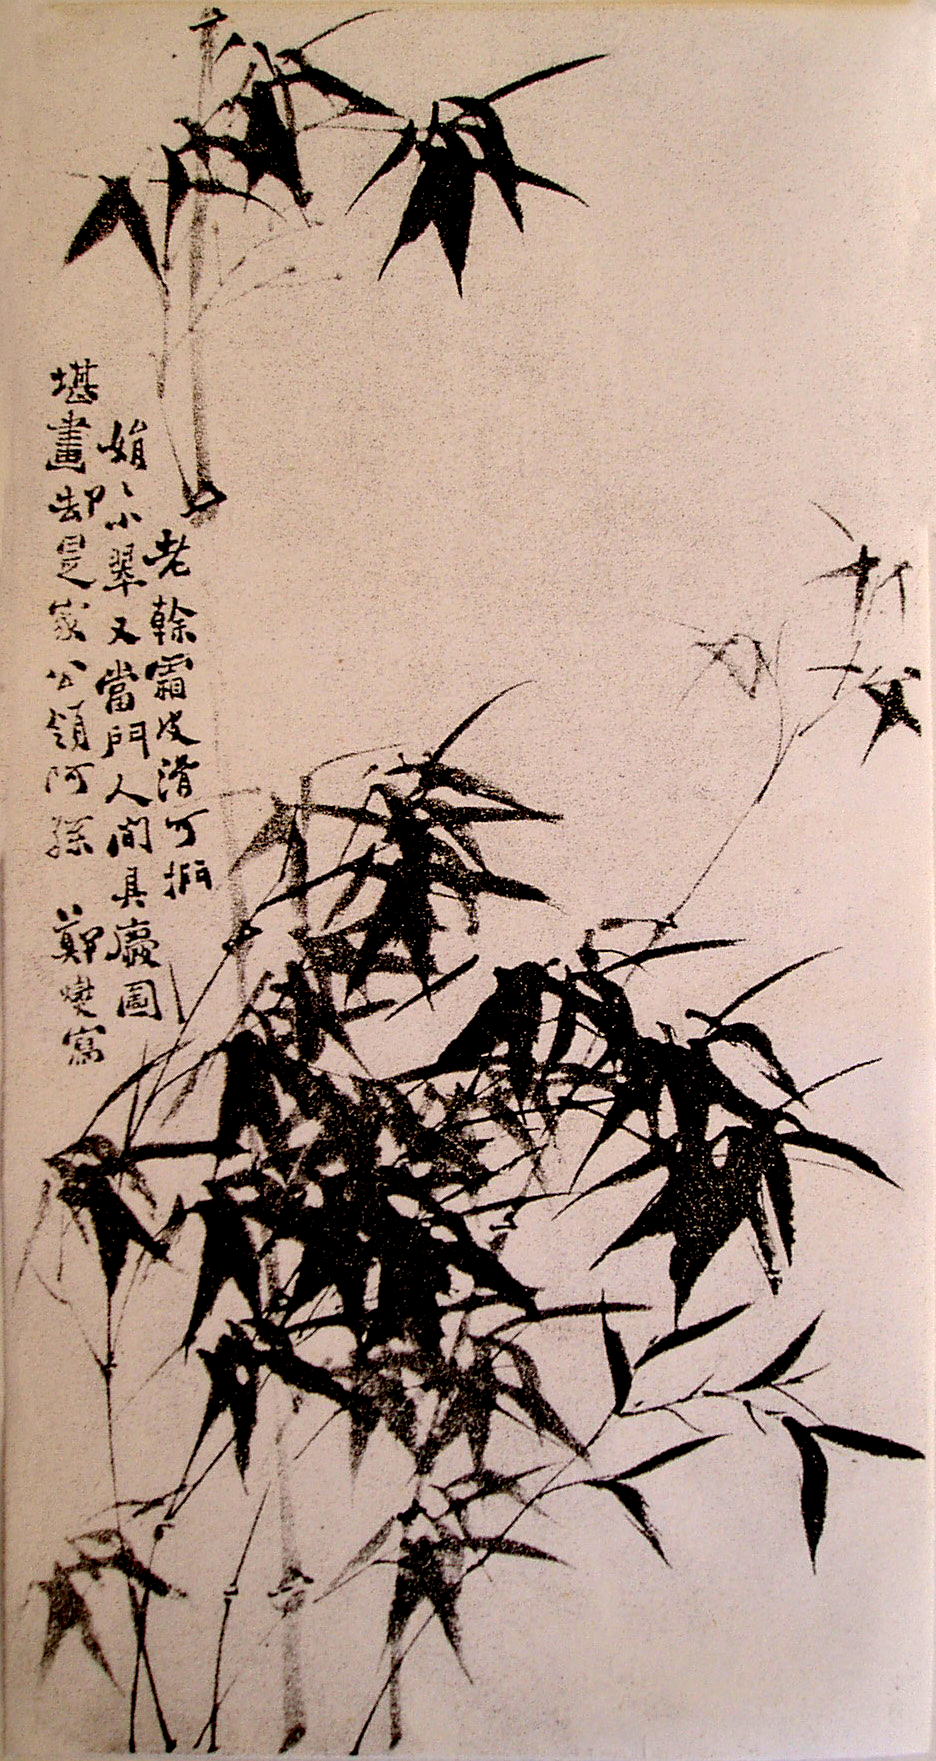 老榦霜皮滑可捫
娟〻小翠又當門人間具慶圖
堪畫却是家公領阿孫 鄭燮寫